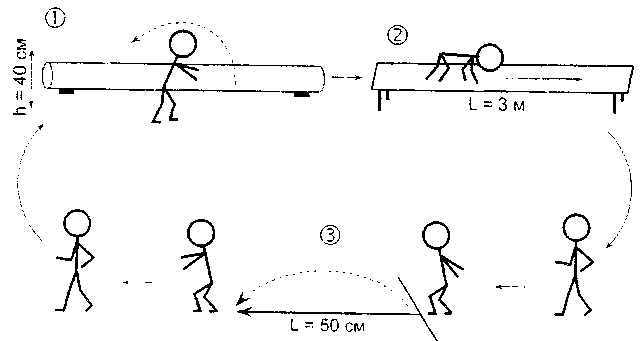 ①
②
h = 40 см
L = 3 м
③
L = 50 см